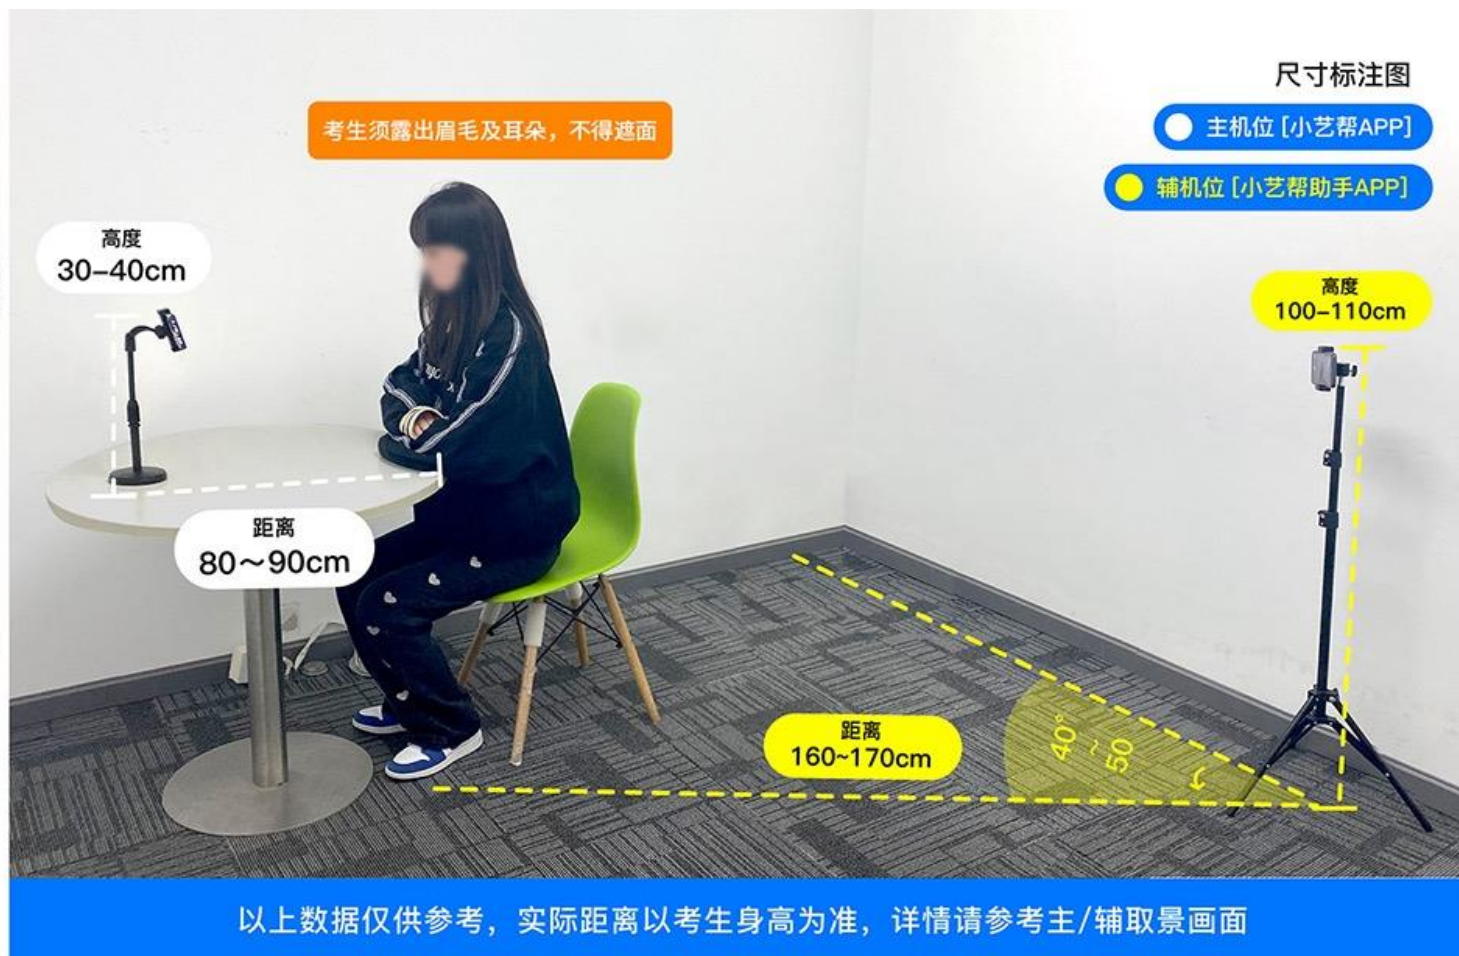 尺寸标注图
主机位 [小艺帮APP]
辅机位 [小艺帮助手APP]
考生须露出眉毛及耳朵，不得遮面
高度
30-40cm
高度
100-110cm
距离
80～90cm
距离
160~170cm
40°
~
50
以上数据仅供参考，实际距离以考生身高为准，详情请参考主/辅取景画面